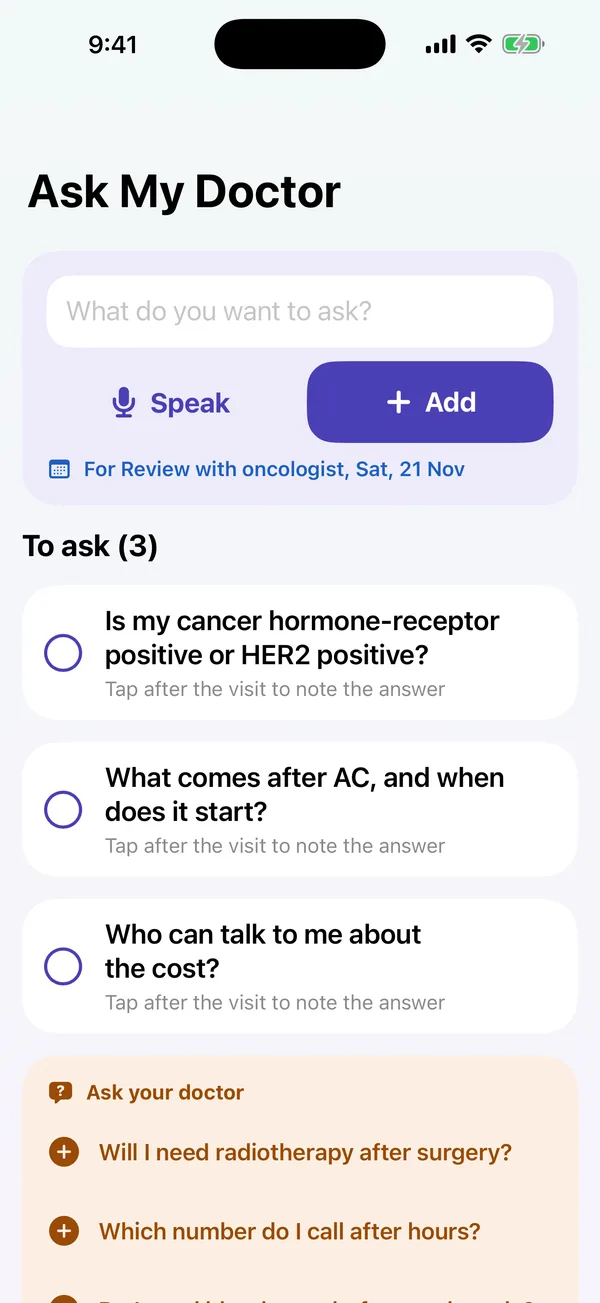 9:41
Ask My Doctor
What do you want to ask?
Speak
Add
For Review with oncologist, Sat, 21 Nov
To ask (3)
Is my cancer hormone-receptor
positive or HER2 positive?
Tap after the visit to note the answer
What comes after AC, and when
does it start?
Tap after the visit to note the answer
Who can talk to me about
the cost?
Tap after the visit to note the answer
Ask your doctor
Will I need radiotherapy after surgery?
Which number do I call after hours?